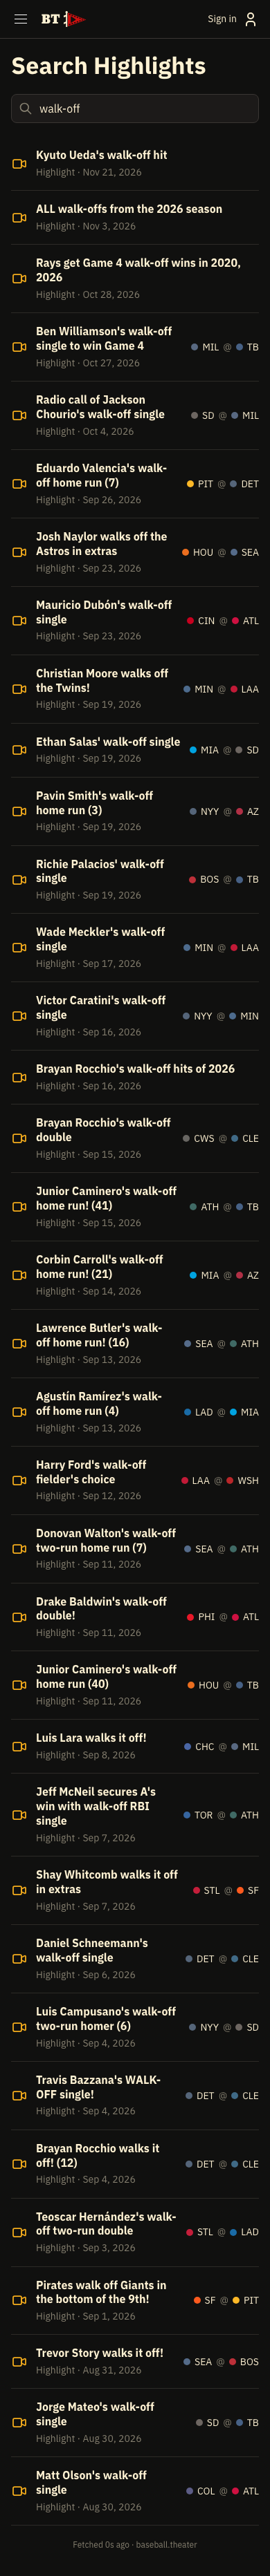 BT
Sign in
Search Highlights
walk-off
Kyuto Ueda's walk-off hit
Highlight · Nov 21, 2026
ALL walk-offs from the 2026 season
Highlight · Nov 3, 2026
Rays get Game 4 walk-off wins in 2020,
2026
Highlight · Oct 28, 2026
Ben Williamson's walk-off
single to win Game 4
Highlight · Oct 27, 2026
MIL @ TB
Radio call of Jackson
Chourio's walk-off single
Highlight · Oct 4, 2026
SD @ MIL
Eduardo Valencia's walk-
off home run (7)
Highlight · Sep 26, 2026
PIT @ DET
Josh Naylor walks off the
Astros in extras
Highlight · Sep 23, 2026
HOU @ SEA
Mauricio Dubón's walk-off
single
Highlight · Sep 23, 2026
CIN @ ATL
Christian Moore walks off
the Twins!
Highlight · Sep 19, 2026
MIN @ LAA
Ethan Salas' walk-off single
Highlight · Sep 19, 2026
MIA @ SD
Pavin Smith's walk-off
home run (3)
Highlight · Sep 19, 2026
NYY @ AZ
Richie Palacios' walk-off
single
Highlight · Sep 19, 2026
BOS @ TB
Wade Meckler's walk-off
single
Highlight · Sep 17, 2026
MIN @ LAA
Victor Caratini's walk-off
single
Highlight · Sep 16, 2026
NYY @ MIN
Brayan Rocchio's walk-off hits of 2026
Highlight · Sep 16, 2026
Brayan Rocchio's walk-off
double
Highlight · Sep 15, 2026
CWS @ CLE
Junior Caminero's walk-off
home run! (41)
Highlight · Sep 15, 2026
ATH @ TB
Corbin Carroll's walk-off
home run! (21)
Highlight · Sep 14, 2026
MIA @ AZ
Lawrence Butler's walk-
off home run! (16)
Highlight · Sep 13, 2026
SEA @ ATH
Agustín Ramírez's walk-
off home run (4)
Highlight · Sep 13, 2026
LAD @ MIA
Harry Ford's walk-off
fielder's choice
Highlight · Sep 12, 2026
LAA @ WSH
Donovan Walton's walk-off
two-run home run (7)
Highlight · Sep 11, 2026
SEA @ ATH
Drake Baldwin's walk-off
double!
Highlight · Sep 11, 2026
PHI @ ATL
Junior Caminero's walk-off
home run (40)
Highlight · Sep 11, 2026
HOU @ TB
Luis Lara walks it off!
Highlight · Sep 8, 2026
CHC @ MIL
Jeff McNeil secures A's
win with walk-off RBI
single
Highlight · Sep 7, 2026
TOR @ ATH
Shay Whitcomb walks it off
in extras
Highlight · Sep 7, 2026
STL @ SF
Daniel Schneemann's
walk-off single
Highlight · Sep 6, 2026
DET @ CLE
Luis Campusano's walk-off
two-run homer (6)
Highlight · Sep 4, 2026
NYY @ SD
Travis Bazzana's WALK-
OFF single!
Highlight · Sep 4, 2026
DET @ CLE
Brayan Rocchio walks it
off! (12)
Highlight · Sep 4, 2026
DET @ CLE
Teoscar Hernández's walk-
off two-run double
Highlight · Sep 3, 2026
STL @ LAD
Pirates walk off Giants in
the bottom of the 9th!
Highlight · Sep 1, 2026
SF @ PIT
Trevor Story walks it off!
Highlight · Aug 31, 2026
SEA @ BOS
Jorge Mateo's walk-off
single
Highlight · Aug 30, 2026
SD @ TB
Matt Olson's walk-off
single
Highlight · Aug 30, 2026
COL @ ATL
Fetched 0s ago · baseball.theater